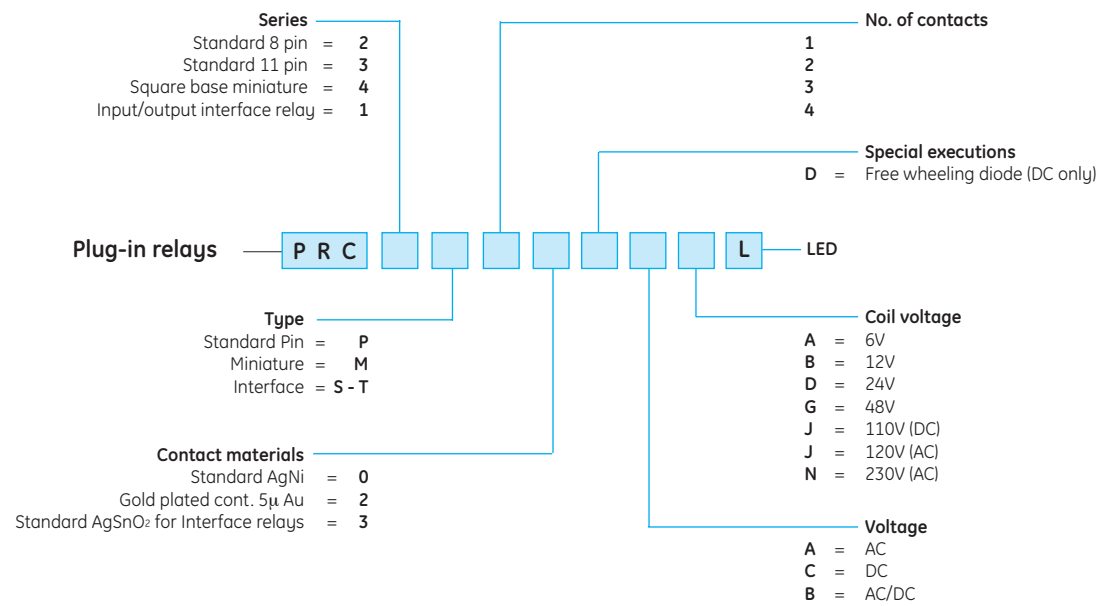 Series
Standard 8 pin = 2
Standard 11 pin = 3
Square base miniature = 4
Input/output interface relay = 1
No. of contacts
1
2
3
4
Special executions
D = Free wheeling diode (DC only)
Plug-in relays
P R C
L
LED
Type
Standard Pin = P
Miniature = M
Interface = S - T
Contact materials
Standard AgNi = 0
Gold plated cont. 5μ Au = 2
Standard AgSnO2 for Interface relays = 3
Coil voltage
A = 6V
B = 12V
D = 24V
G = 48V
J = 110V (DC)
J = 120V (AC)
N = 230V (AC)
Voltage
A = AC
C = DC
B = AC/DC